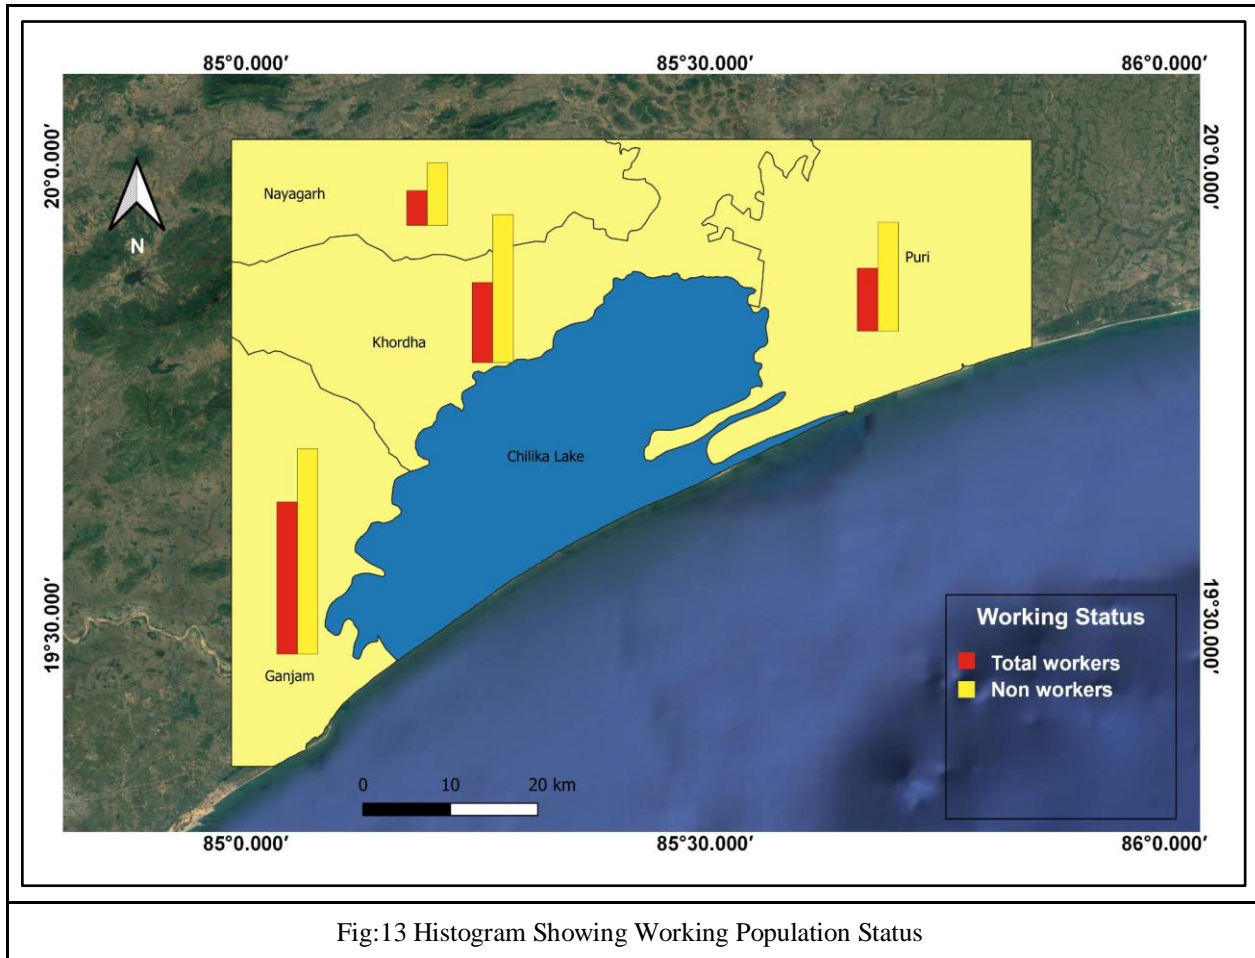 85°0.000′ 85°30.000′ 86°0.000′
20°0.000′
20°0.000′
N
Nayagarh
Puri
Khordha
Chilika Lake
Ganjam
19°30.000′
19°30.000′
Working Status
Total workers
Non workers
0 10 20 km
85°0.000′ 85°30.000′ 86°0.000′
Fig:13 Histogram Showing Working Population Status